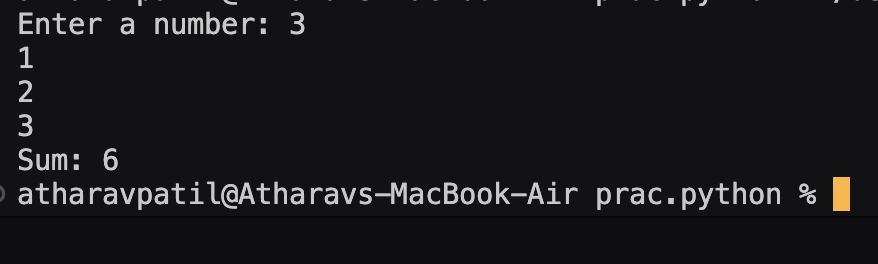 Enter a number: 3
1
2
3
Sum: 6
atharavpatil@Atharavs-MacBook-Air prac.python %